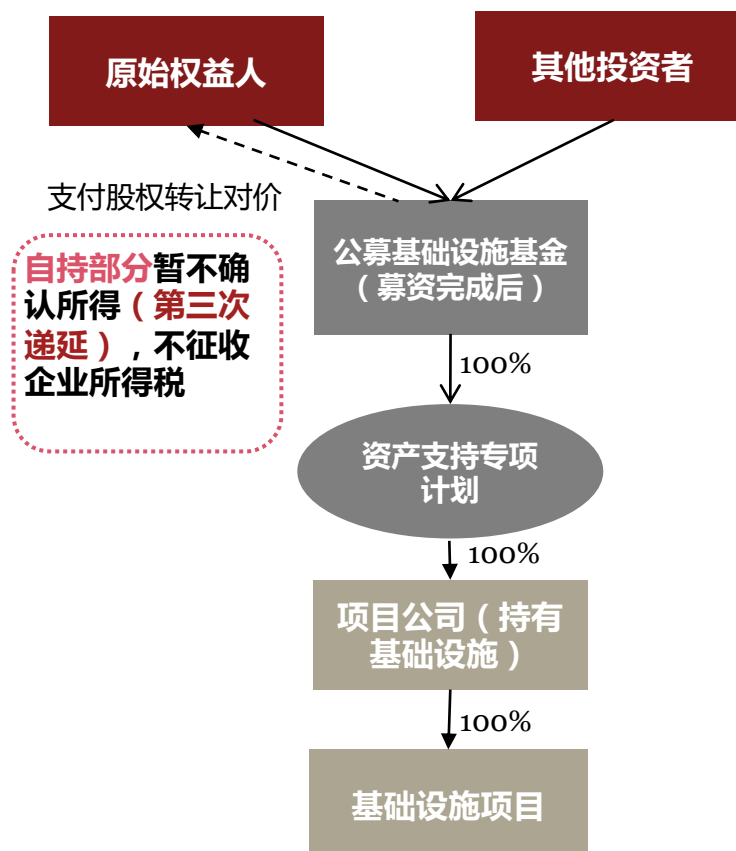 原始权益人
其他投资者
支付股权转让对价
公募基础设施基金
（募资完成后）
自持部分暂不确
认所得（第三次
递延），不征收
企业所得税
100%
资产支持专项
计划
100%
项目公司（持有
基础设施）
100%
基础设施项目